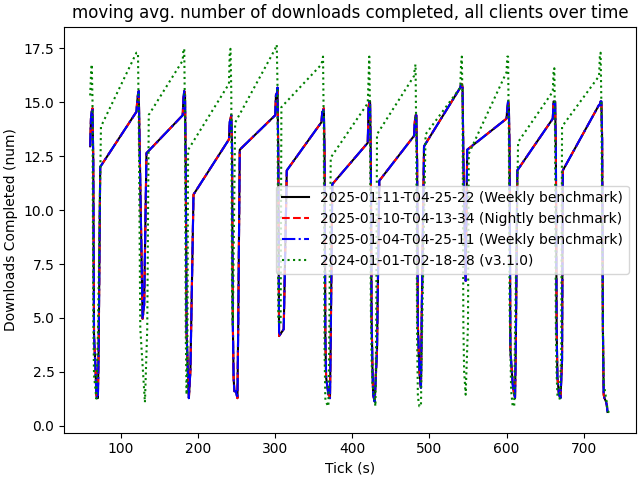 moving avg. number of downloads completed, all clients over time
Downloads Completed (num)
17.5
15.0
12.5
10.0
7.5
5.0
2.5
0.0
2025-01-11-T04-25-22 (Weekly benchmark)
2025-01-10-T04-13-34 (Nightly benchmark)
2025-01-04-T04-25-11 (Weekly benchmark)
2024-01-01-T02-18-28 (v3.1.0)
100 200 300 400 500 600 700
Tick (s)